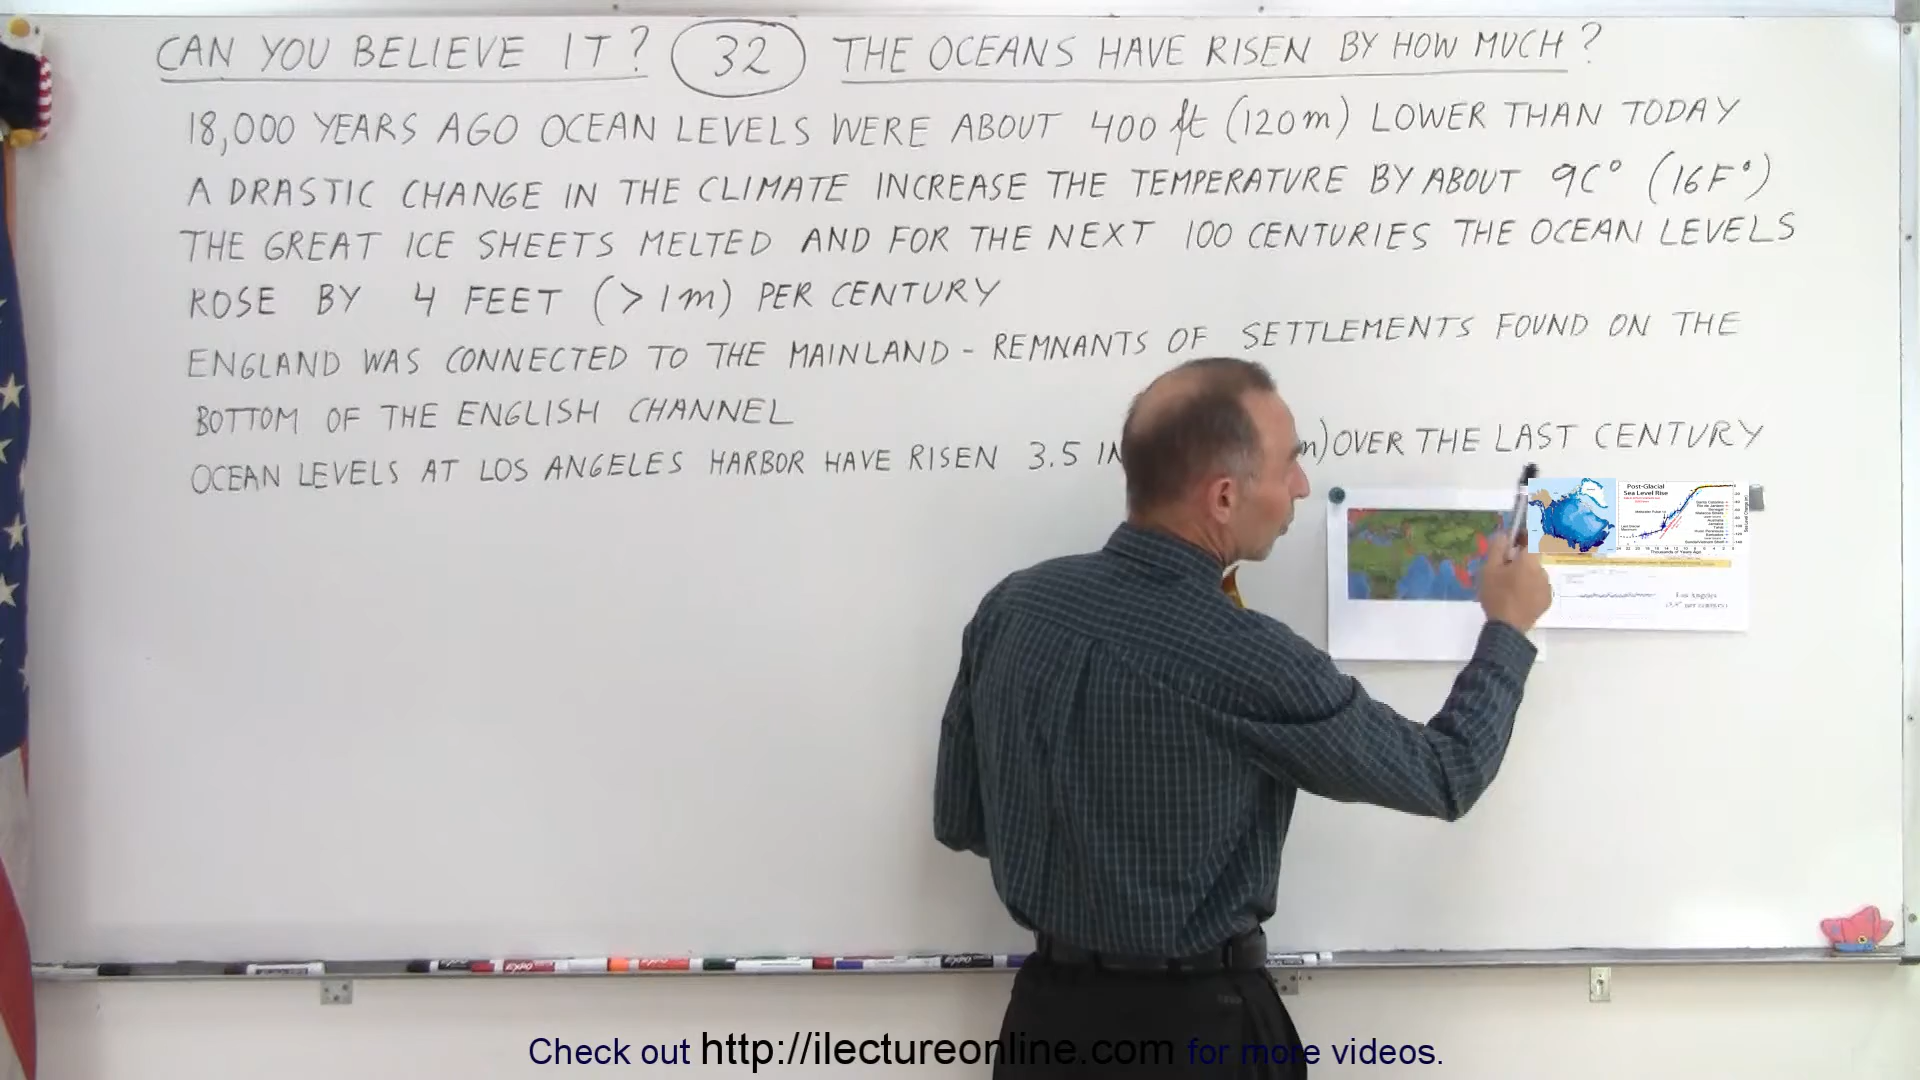 CAN YOU BELIEVE IT? 32 THE OCEANS HAVE RISEN BY HOW MUCH?
18,000 YEARS AGO OCEAN LEVELS WERE ABOUT 400 ft (120m) LOWER THAN TODAY
A DRASTIC CHANGE IN THE CLIMATE INCREASE THE TEMPERATURE BY ABOUT 9C° (16F°)
THE GREAT ICE SHEETS MELTED AND FOR THE NEXT 100 CENTURIES THE OCEAN LEVELS
ROSE BY 4 FEET (>1m) PER CENTURY
ENGLAND WAS CONNECTED TO THE MAINLAND - REMNANTS OF SETTLEMENTS FOUND ON THE
BOTTOM OF THE ENGLISH CHANNEL
OCEAN LEVELS AT LOS ANGELES HARBOR HAVE RISEN 3.5 IN m) OVER THE LAST CENTURY
Post-Glacial
Sea Level Rise
Thousands of Years Ago
Los Angeles
Check out http://ilectureonline.com for more videos.